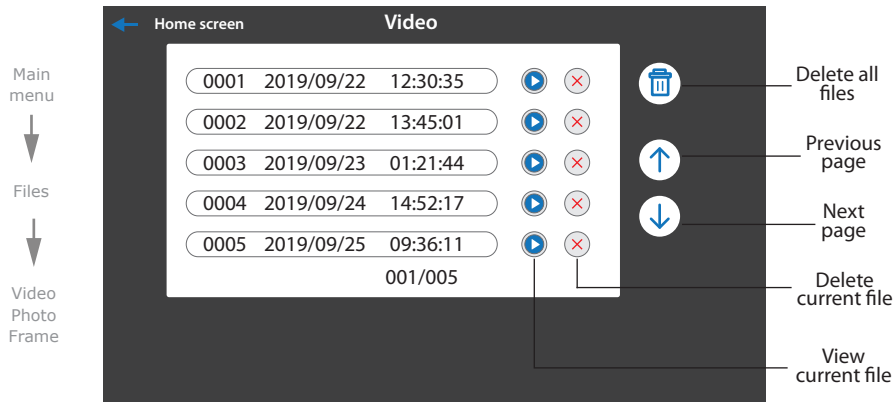 Home screen
Video
Main
menu
Files
Video
Photo
Frame
0001 2019/09/22 12:30:35
0002 2019/09/22 13:45:01
0003 2019/09/23 01:21:44
0004 2019/09/24 14:52:17
0005 2019/09/25 09:36:11
001/005
Delete all
files
Previous
page
Next
page
Delete
current file
View
current file